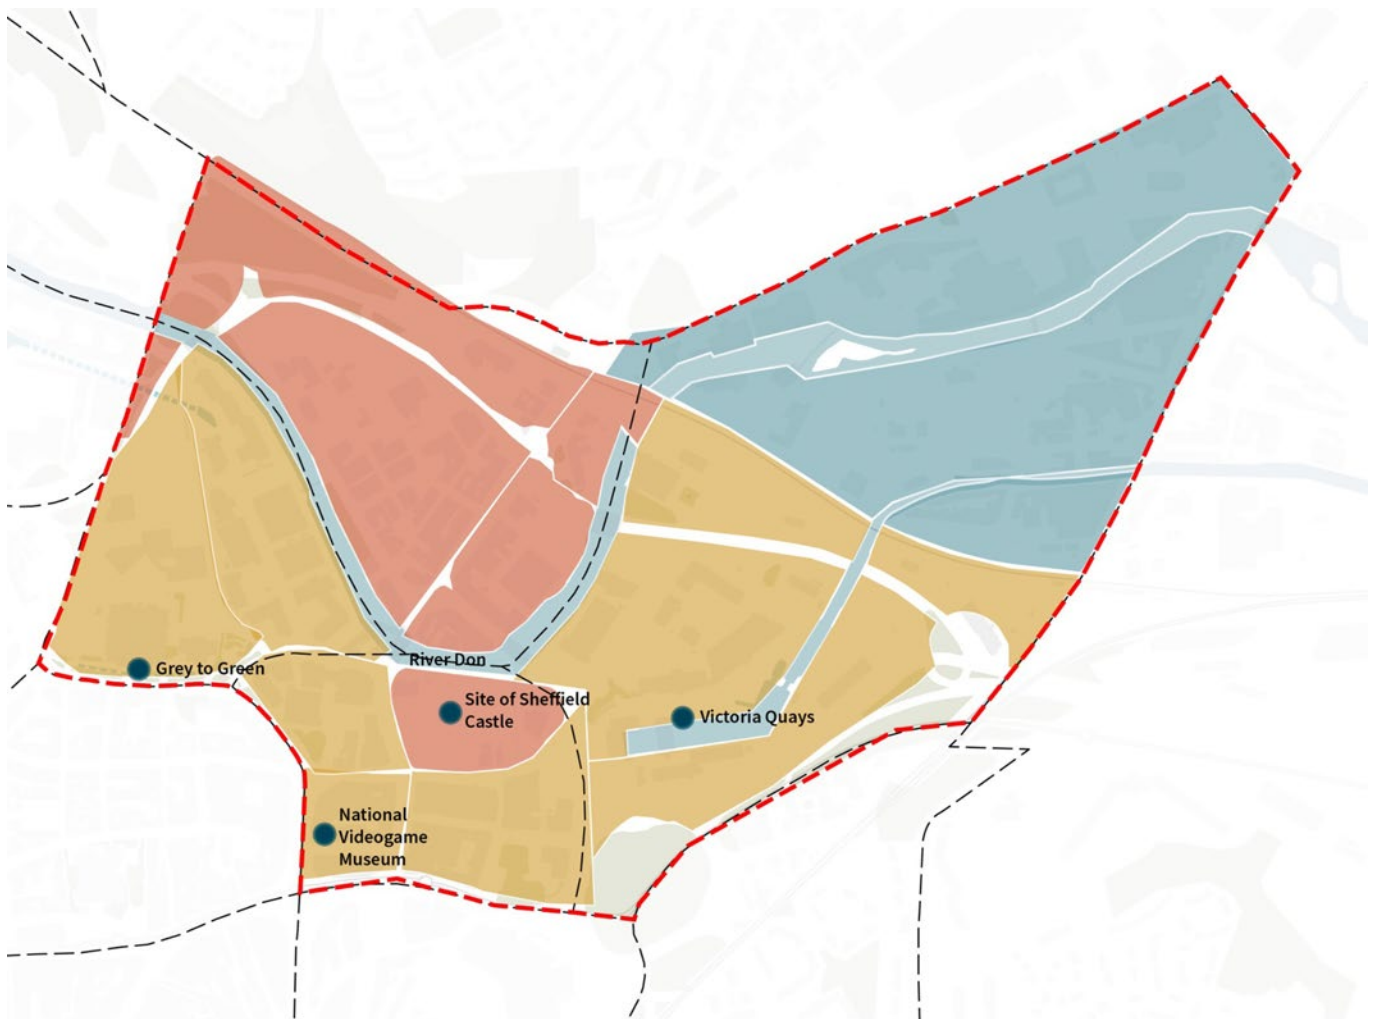 River Don
Grey to Green
Site of Sheffield
Castle
Victoria Quays
National
Videogame
Museum